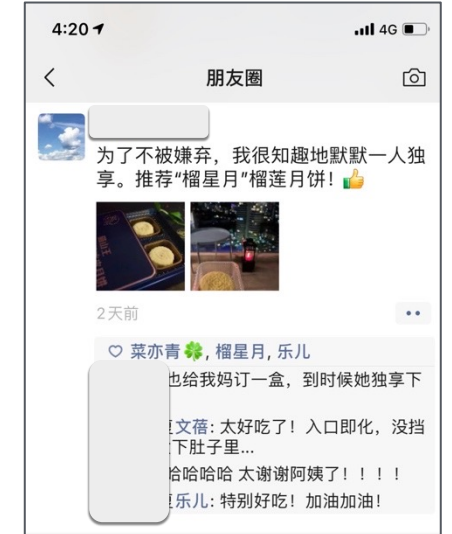 4:20
4G
朋友圈
为了不被嫌弃，我很知趣地默默一人独
享。推荐“榴星月”榴莲月饼！👍
2天前
菜亦青🍀, 榴星月, 乐儿
也给我妈订一盒，到时候她独享下
文蓓: 太好吃了！入口即化，没挡
下肚子里...
哈哈哈哈 太谢谢阿姨了！！！！
乐儿: 特别好吃！加油加油！